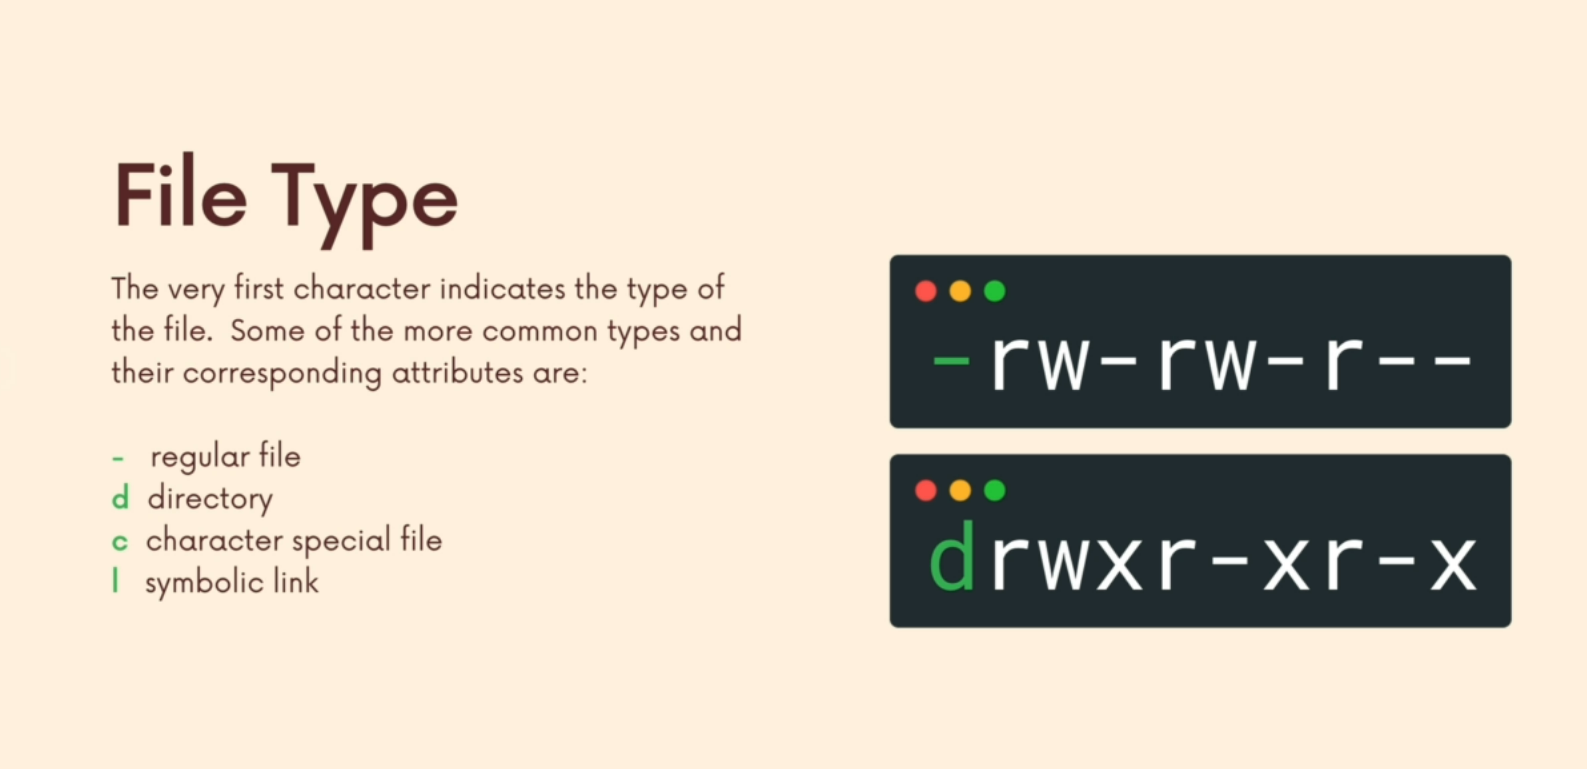 File Type
The very first character indicates the type of
the file.  Some of the more common types and
their corresponding attributes are:
- regular file
d directory
c character special file
l symbolic link
-rw-rw-r--
drwxr-xr-x